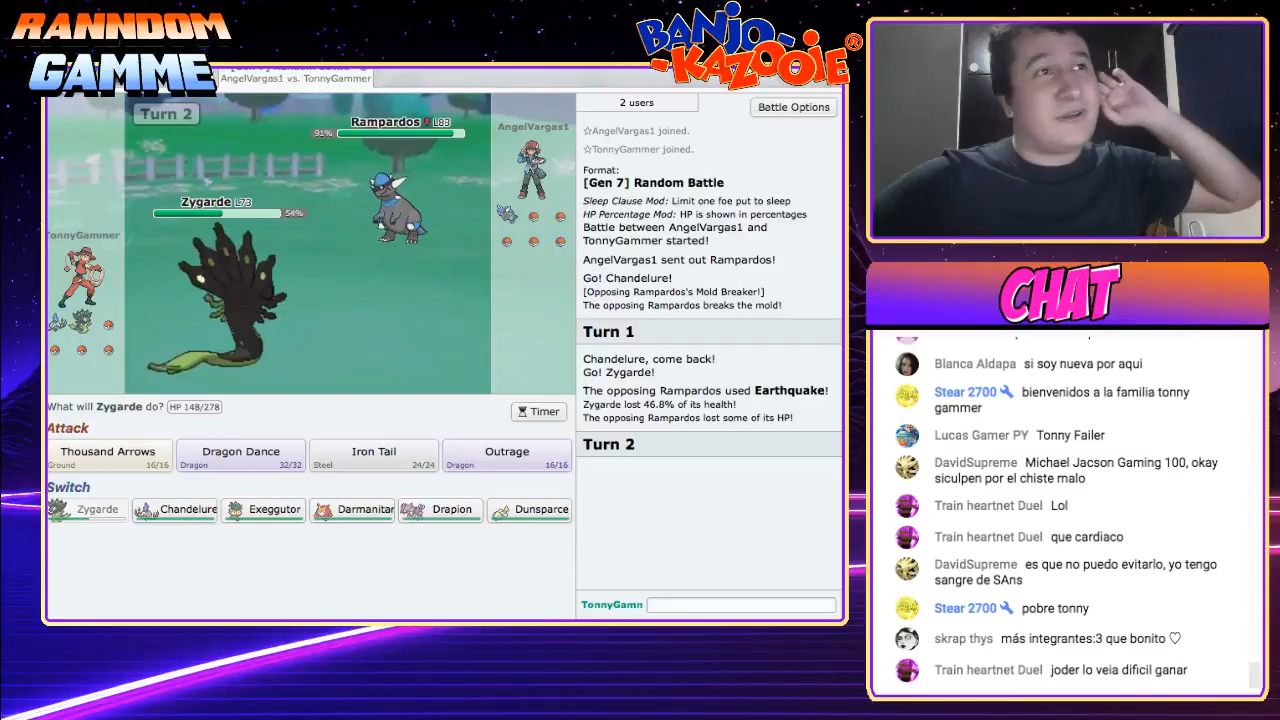 RANNDOM
GAMME
BANJO-
KAZOOIE®
AngelVargas1 vs. TonnyGammer
Turn 2
Rampardos L83
91%
Zygarde L73
54%
AngelVargas1
TonnyGammer
2 users
Battle Options
☆AngelVargas1 joined.
☆TonnyGammer joined.
Format:
[Gen 7] Random Battle
Sleep Clause Mod: Limit one foe put to sleep
HP Percentage Mod: HP is shown in percentages
Battle between AngelVargas1 and
TonnyGammer started!
AngelVargas1 sent out Rampardos!
Go! Chandelure!
[Opposing Rampardos's Mold Breaker!]
The opposing Rampardos breaks the mold!
Turn 1
Chandelure, come back!
Go! Zygarde!
The opposing Rampardos used Earthquake!
Zygarde lost 46.8% of its health!
The opposing Rampardos lost some of its HP!
Turn 2
What will Zygarde do? HP 148/278
Timer
Attack
Thousand Arrows
Ground 16/16
Dragon Dance
Dragon 32/32
Iron Tail
Steel 24/24
Outrage
Dragon 16/16
Switch
Zygarde
Chandelure
Exeggutor
Darmanitan
Drapion
Dunsparce
TonnyGamn
CHAT
Blanca Aldapa si soy nueva por aqui
Stear 2700 bienvenidos a la familia tonny
gammer
Lucas Gamer PY Tonny Failer
DavidSupreme Michael Jacson Gaming 100, okay
siculpen por el chiste malo
Train heartnet Duel Lol
Train heartnet Duel que cardiaco
DavidSupreme es que no puedo evitarlo, yo tengo
sangre de SAns
Stear 2700 pobre tonny
skrap thys más integrantes:3 que bonito ♡
Train heartnet Duel joder lo veia dificil ganar